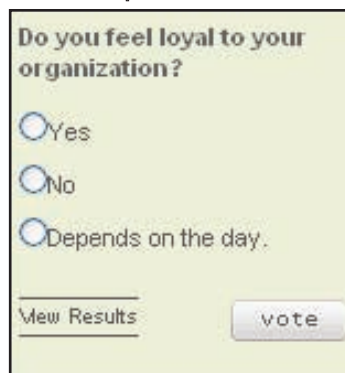 Do you feel loyal to your
organization?
Yes
No
Depends on the day.
View Results
vote